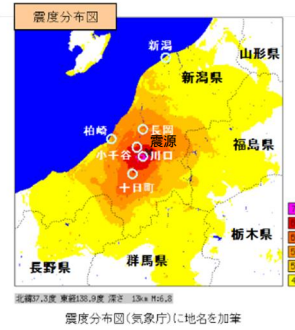 震度分布図
新潟
山形県
新潟県
柏崎
長岡
震源
小千谷
川口
福島県
十日町
栃木県
群馬県
長野県
北緯37.3度 東経138.9度 深さ 13km M:6.8
震度分布図(気象庁)に地名を加筆